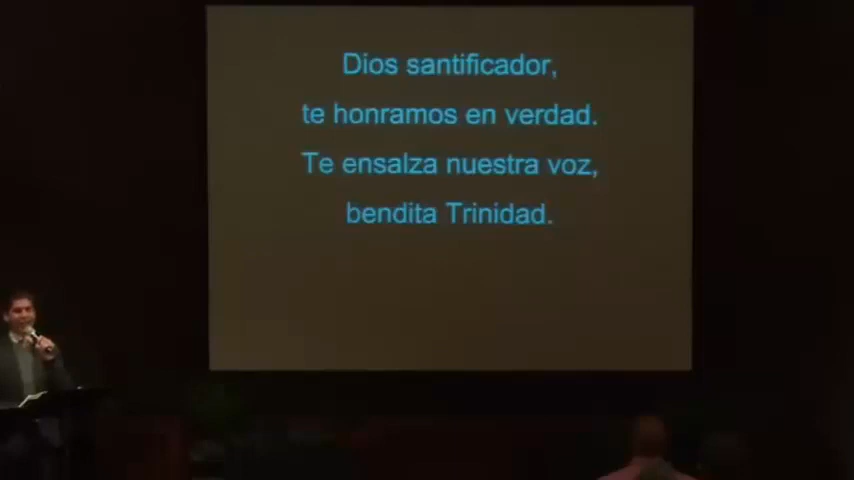 Dios santificador,
te honramos en verdad.
Te ensalza nuestra voz,
bendita Trinidad.